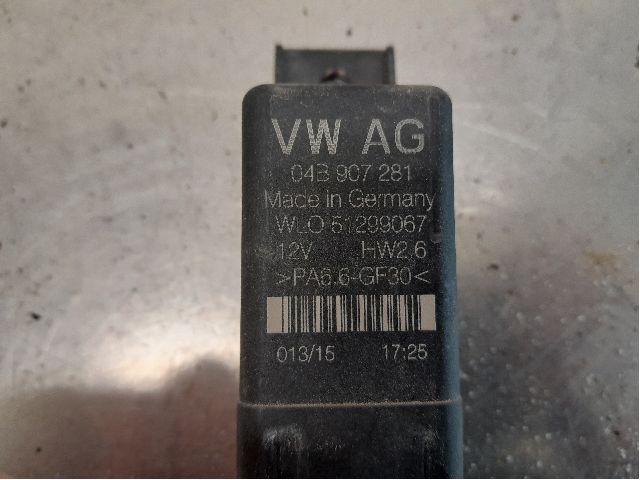 VW AG
04B 907 281
Made in Germany
WLO 51299067
12V HW2.6
>PA6.6-GF30<
013/15 17:25